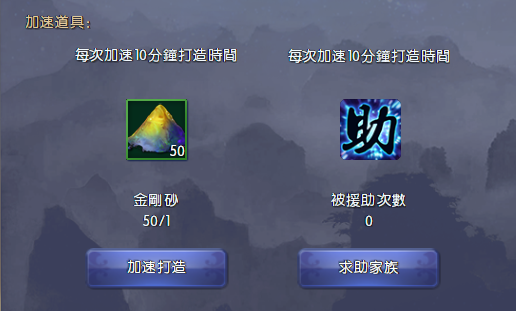 加速道具:
每次加速10分鐘打造時間
每次加速10分鐘打造時間
50
助
金剛砂
被援助次數
50/1
0
加速打造
求助家族